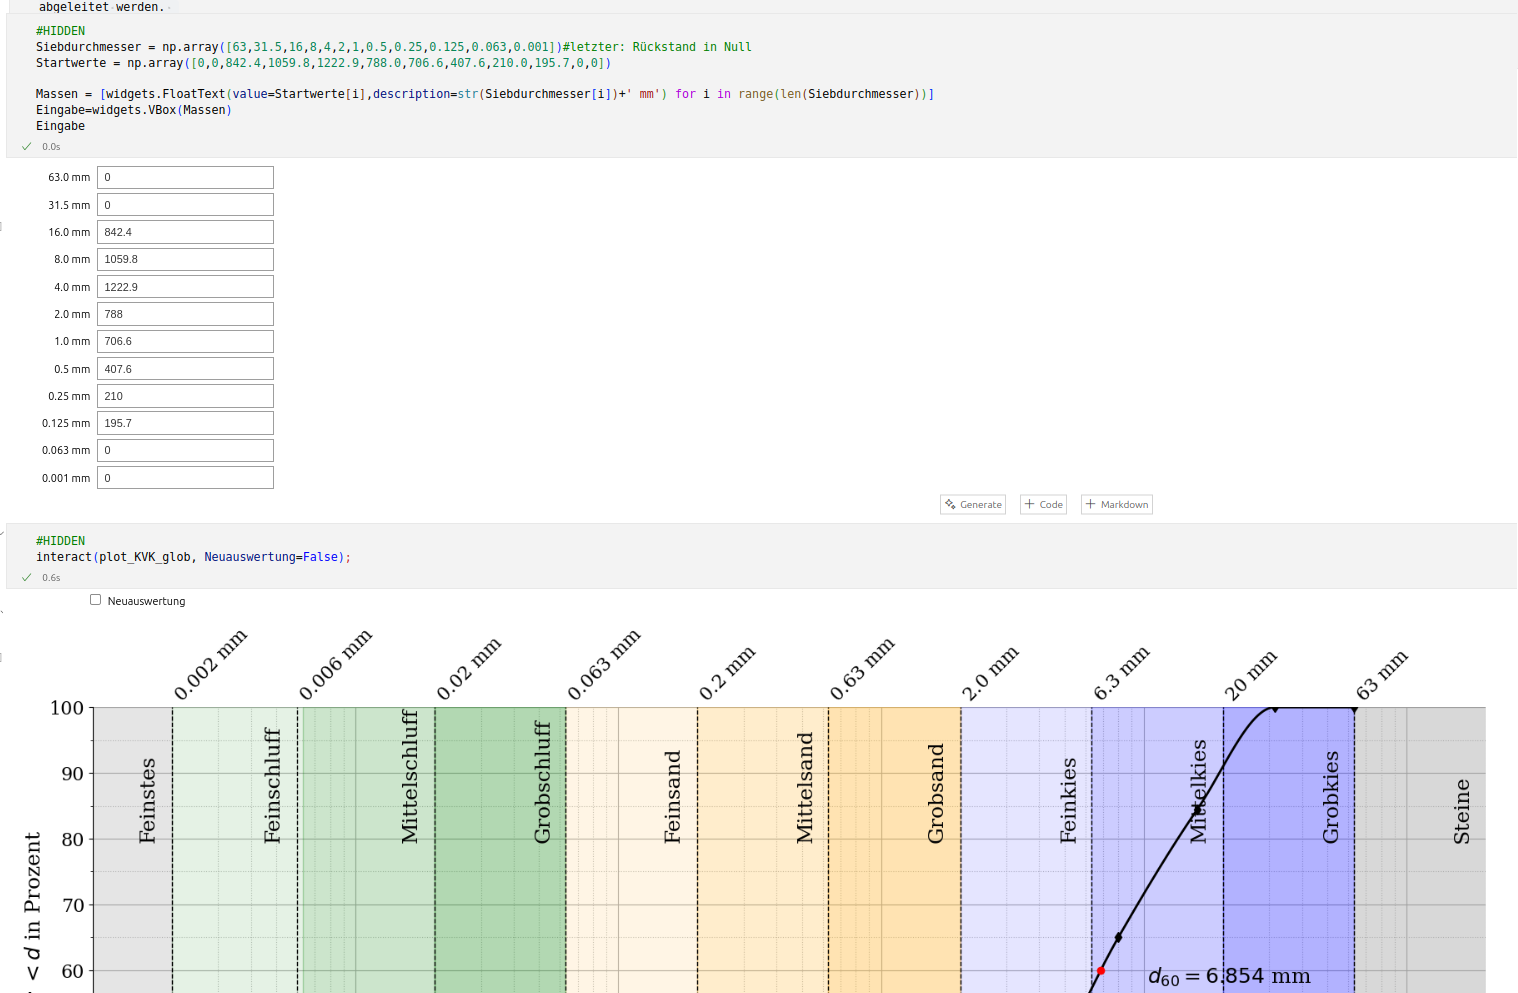 abgeleitet werden.
#HIDDEN
Siebdurchmesser = np.array([63,31.5,16,8,4,2,1,0.5,0.25,0.125,0.063,0.001])#letzter: Rückstand in Null
Startwerte = np.array([0,0,842.4,1059.8,1222.9,788.0,706.6,407.6,210.0,195.7,0,0])
Massen = [widgets.FloatText(value=Startwerte[i],description=str(Siebdurchmesser[i])+' mm') for i in range(len(Siebdurchmesser))]
Eingabe=widgets.VBox(Massen)
Eingabe
0.0s
63.0 mm 0
31.5 mm 0
16.0 mm 842.4
8.0 mm 1059.8
4.0 mm 1222.9
2.0 mm 788
1.0 mm 706.6
0.5 mm 407.6
0.25 mm 210
0.125 mm 195.7
0.063 mm 0
0.001 mm 0
Generate + Code + Markdown
#HIDDEN
interact(plot_KVK_glob, Neuauswertung=False);
0.6s
Neuauswertung
0.002 mm 0.006 mm 0.02 mm 0.063 mm 0.2 mm 0.63 mm 2.0 mm 6.3 mm 20 mm 63 mm
100
90
80
70
60
Feinstes
Feinschluff
Mittelschluff
Grobschluff
Feinsand
Mittelsand
Grobsand
Feinkies
Mittelkies
Grobkies
Steine
< d in Prozent
d60 = 6.854 mm